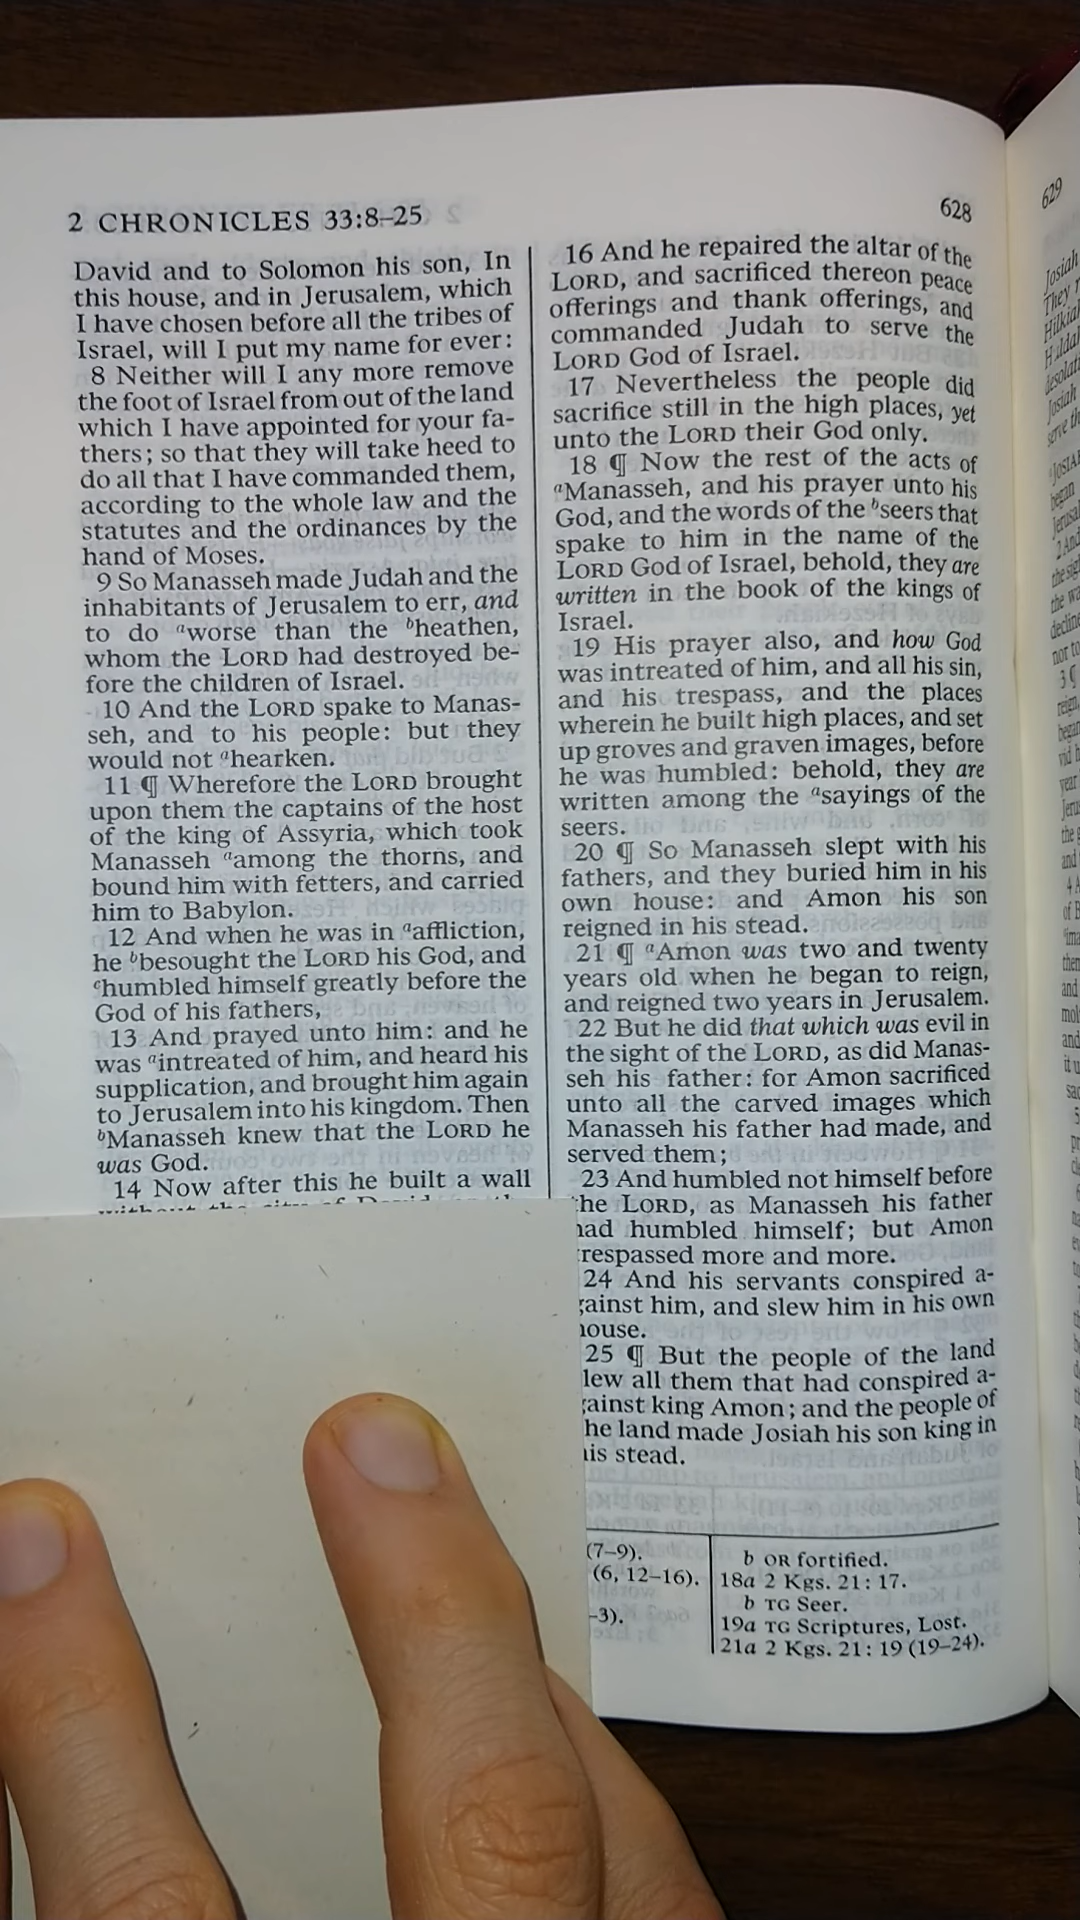 2 CHRONICLES 33:8–25
628
David and to Solomon his son, In
this house, and in Jerusalem, which
I have chosen before all the tribes of
Israel, will I put my name for ever:
8 Neither will I any more remove
the foot of Israel from out of the land
which I have appointed for your fa-
thers; so that they will take heed to
do all that I have commanded them,
according to the whole law and the
statutes and the ordinances by the
hand of Moses.
9 So Manasseh made Judah and the
inhabitants of Jerusalem to err, and
to do aworse than the bheathen,
whom the LORD had destroyed be-
fore the children of Israel.
10 And the LORD spake to Manas-
seh, and to his people: but they
would not ahearken.
11 ¶ Wherefore the LORD brought
upon them the captains of the host
of the king of Assyria, which took
Manasseh aamong the thorns, and
bound him with fetters, and carried
him to Babylon.
12 And when he was in aaffliction,
he bbesought the LORD his God, and
chumbled himself greatly before the
God of his fathers,
13 And prayed unto him: and he
was aintreated of him, and heard his
supplication, and brought him again
to Jerusalem into his kingdom. Then
bManasseh knew that the LORD he
was God.
14 Now after this he built a wall
16 And he repaired the altar of the
LORD, and sacrificed thereon peace
offerings and thank offerings, and
commanded Judah to serve the
LORD God of Israel.
17 Nevertheless the people did
sacrifice still in the high places, yet
unto the LORD their God only.
18 ¶ Now the rest of the acts of
aManasseh, and his prayer unto his
God, and the words of the bseers that
spake to him in the name of the
LORD God of Israel, behold, they are
written in the book of the kings of
Israel.
19 His prayer also, and how God
was intreated of him, and all his sin,
and his trespass, and the places
wherein he built high places, and set
up groves and graven images, before
he was humbled: behold, they are
written among the asayings of the
seers.
20 ¶ So Manasseh slept with his
fathers, and they buried him in his
own house: and Amon his son
reigned in his stead.
21 ¶ aAmon was two and twenty
years old when he began to reign,
and reigned two years in Jerusalem.
22 But he did that which was evil in
the sight of the LORD, as did Manas-
seh his father: for Amon sacrificed
unto all the carved images which
Manasseh his father had made, and
served them;
23 And humbled not himself before
he LORD, as Manasseh his father
had humbled himself; but Amon
respassed more and more.
24 And his servants conspired a-
gainst him, and slew him in his own
house.
25 ¶ But the people of the land
lew all them that had conspired a-
gainst king Amon; and the people of
he land made Josiah his son king in
his stead.
(7–9).
(6, 12–16).
–3).
b OR fortified.
18a 2 Kgs. 21: 17.
b TG Seer.
19a TG Scriptures, Lost.
21a 2 Kgs. 21: 19 (19–24).
629
Josiah